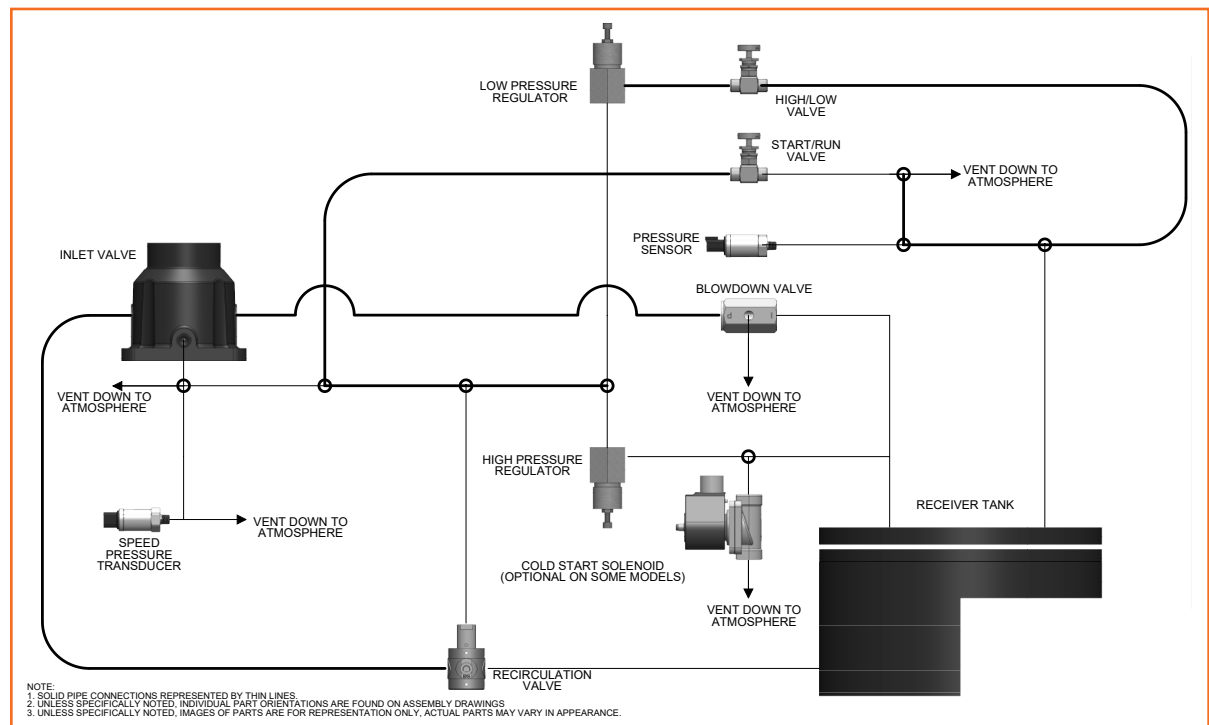 LOW PRESSURE
REGULATOR
HIGH/LOW
VALVE
START/RUN
VALVE
VENT DOWN TO
ATMOSPHERE
PRESSURE
SENSOR
INLET VALVE
BLOWDOWN VALVE
p
I
VENT DOWN TO
ATMOSPHERE
VENT DOWN TO
ATMOSPHERE
HIGH PRESSURE
REGULATOR
RECEIVER TANK
VENT DOWN TO
ATMOSPHERE
SPEED
PRESSURE
TRANSDUCER
COLD START SOLENOID
(OPTIONAL ON SOME MODELS)
VENT DOWN TO
ATMOSPHERE
RECIRCULATION
VALVE
NOTE:
1. SOLID PIPE CONNECTIONS REPRESENTED BY THIN LINES.
2. UNLESS SPECIFICALLY NOTED, INDIVIDUAL PART ORIENTATIONS ARE FOUND ON ASSEMBLY DRAWINGS
3. UNLESS SPECIFICALLY NOTED, IMAGES OF PARTS ARE FOR REPRESENTATION ONLY, ACTUAL PARTS MAY VARY IN APPEARANCE.